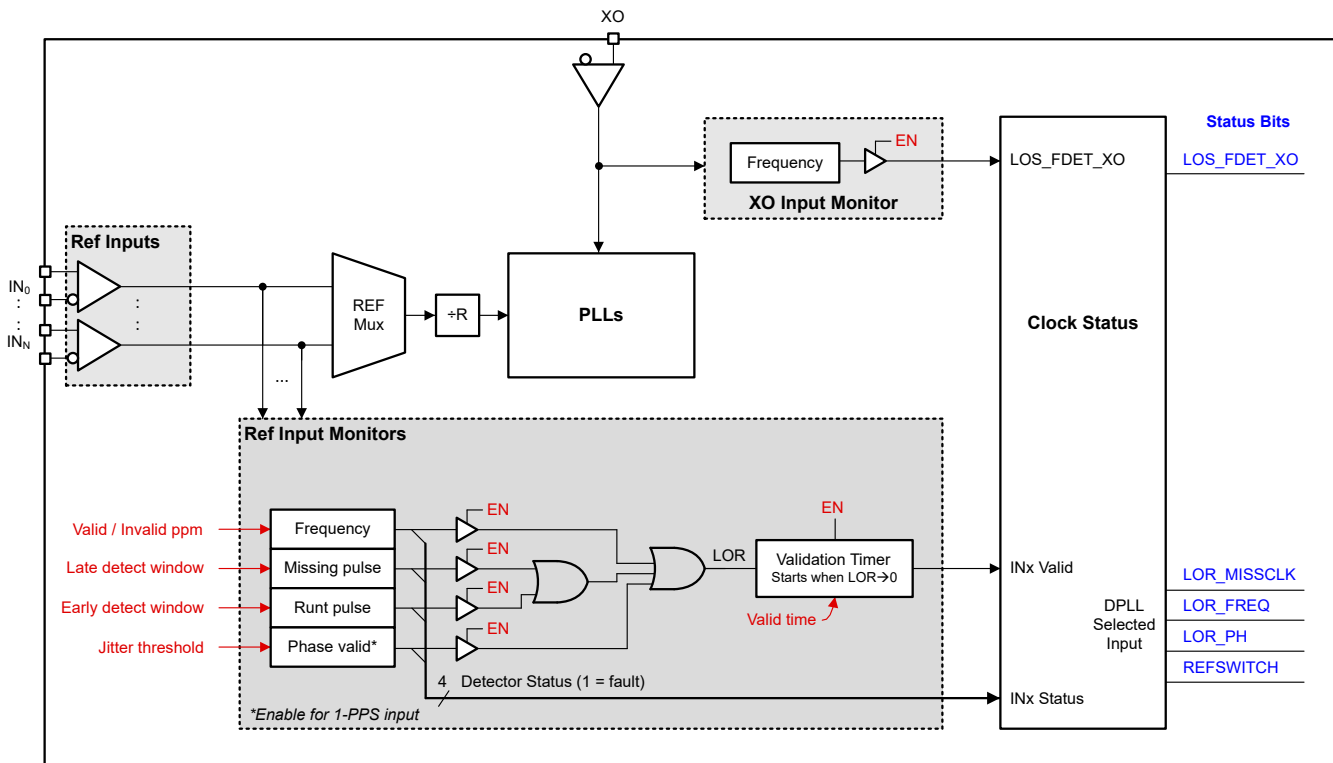 XO
EN
Frequency
XO Input Monitor
LOS_FDET_XO
Status Bits
LOS_FDET_XO
Ref Inputs
IN0
:
:
INN
:
:
REF
Mux
÷R
PLLs
Clock Status
...
Ref Input Monitors
Valid / Invalid ppm
Frequency
EN
Late detect window
Missing pulse
EN
Early detect window
Runt pulse
EN
Jitter threshold
Phase valid*
EN
LOR
EN
Validation Timer
Starts when LOR→0
Valid time
INx Valid
DPLL
Selected
Input
LOR_MISSCLK
LOR_FREQ
LOR_PH
REFSWITCH
4 Detector Status (1 = fault)
INx Status
*Enable for 1-PPS input